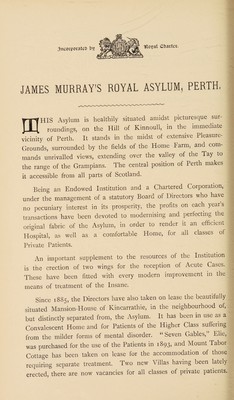 Incorporated by Royal Charter.
JAMES MURRAY'S ROYAL ASYLUM, PERTH.
THIS Asylum is healthily situated amidst picturesque sur-
roundings, on the Hill of Kinnoull, in the immediate
vicinity of Perth. It stands in the midst of extensive Pleasure-
Grounds, surrounded by the fields of the Home Farm, and com-
mands unrivalled views, extending over the valley of the Tay to
the range of the Grampians. The central position of Perth makes
it accessible from all parts of Scotland.
Being an Endowed Institution and a Chartered Corporation,
under the management of a statutory Board of Directors who have
no pecuniary interest in its prosperity, the profits on each year's
transactions have been devoted to modernising and perfecting the
original fabric of the Asylum, in order to render it an efficient
Hospital, as well as a comfortable Home, for all classes of
Private Patients.
An important supplement to the resources of the Institution
is the erection of two wings for the reception of Acute Cases.
These have been fitted with every modern improvement in the
means of treatment of the Insane.
Since 1885, the Directors have also taken on lease the beautifully
situated Mansion-House of Kincarrathie, in the neighbourhood of,
but distinctly separated from, the Asylum. It has been in use as a
Convalescent Home and for Patients of the Higher Class suffering
from the milder forms of mental disorder. "Seven Gables," Elie,
was purchased for the use of the Patients in 1893, and Mount Tabor
Cottage has been taken on lease for the accommodation of those
requiring separate treatment. Two new Villas having been lately
erected, there are now vacancies for all classes of private patients.